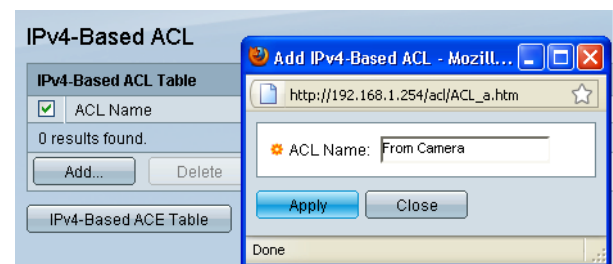 IPv4-Based ACL
IPv4-Based ACL Table
ACL Name
0 results found.
Add... Delete
IPv4-Based ACE Table
Add IPv4-Based ACL - Mozill...
http://192.168.1.254/acl/ACL_a.htm
ACL Name: From Camera
Apply Close
Done